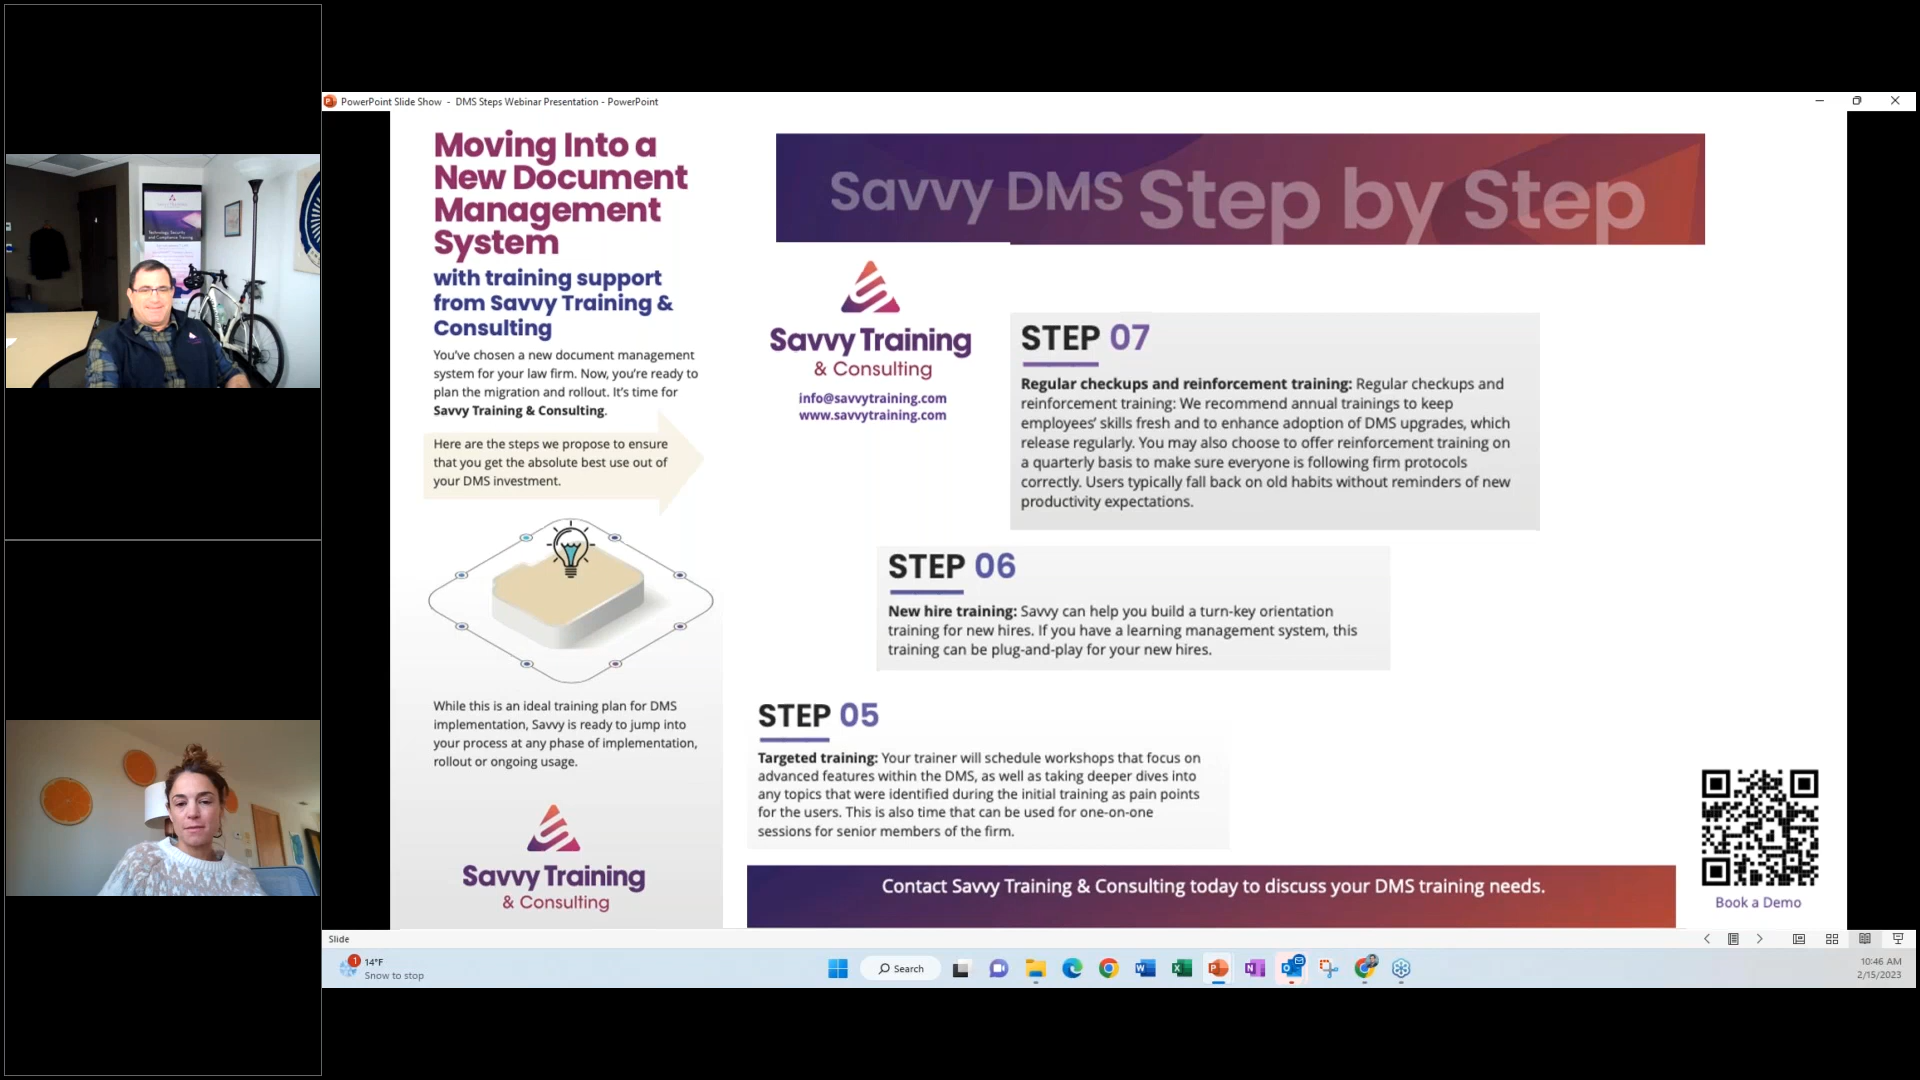 PowerPoint Slide Show - DMS Steps Webinar Presentation - PowerPoint
Moving Into a
New Document
Management
System
with training support
from Savvy Training &
Consulting
You've chosen a new document management
system for your law firm. Now, you're ready to
plan the migration and rollout. It's time for
Savvy Training & Consulting.
Here are the steps we propose to ensure
that you get the absolute best use out of
your DMS investment.
While this is an ideal training plan for DMS
implementation, Savvy is ready to jump into
your process at any phase of implementation,
rollout or ongoing usage.
Savvy Training
& Consulting
Savvy DMS Step by Step
Savvy Training
& Consulting
info@savvytraining.com
www.savvytraining.com
STEP 07
Regular checkups and reinforcement training: Regular checkups and
reinforcement training: We recommend annual trainings to keep
employees' skills fresh and to enhance adoption of DMS upgrades, which
release regularly. You may also choose to offer reinforcement training on
a quarterly basis to make sure everyone is following firm protocols
correctly. Users typically fall back on old habits without reminders of new
productivity expectations.
STEP 06
New hire training: Savvy can help you build a turn-key orientation
training for new hires. If you have a learning management system, this
training can be plug-and-play for your new hires.
STEP 05
Targeted training: Your trainer will schedule workshops that focus on
advanced features within the DMS, as well as taking deeper dives into
any topics that were identified during the initial training as pain points
for the users. This is also time that can be used for one-on-one
sessions for senior members of the firm.
Contact Savvy Training & Consulting today to discuss your DMS training needs.
Book a Demo
Slide
1
14°F
Snow to stop
Search
10:46 AM
2/15/2023